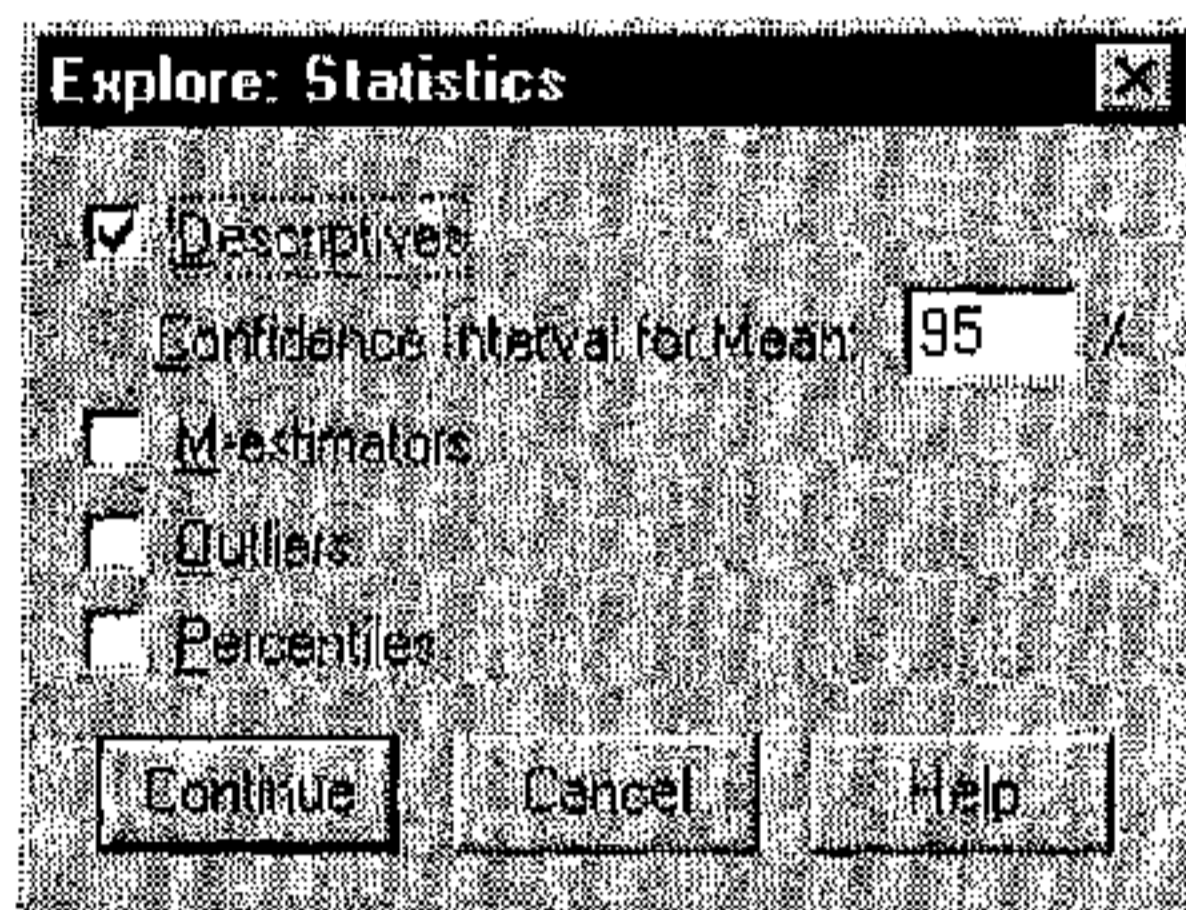 Explore: Statistics
Descriptives
Confidence Interval for Mean: 95 %
M-estimators
Outliers
Percentiles
Continue Cancel Help